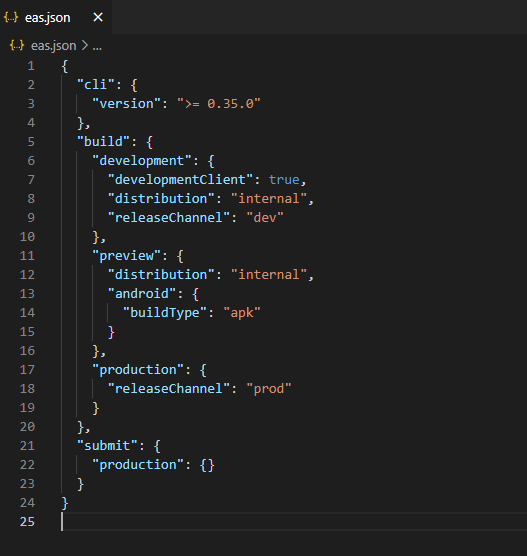 {..} eas.json ×
{..} eas.json > ...
1 {
2   "cli": {
3     "version": ">= 0.35.0"
4   },
5   "build": {
6     "development": {
7       "developmentClient": true,
8       "distribution": "internal",
9       "releaseChannel": "dev"
10     },
11     "preview": {
12       "distribution": "internal",
13       "android": {
14         "buildType": "apk"
15       }
16     },
17     "production": {
18       "releaseChannel": "prod"
19     }
20   },
21   "submit": {
22     "production": {}
23   }
24 }
25